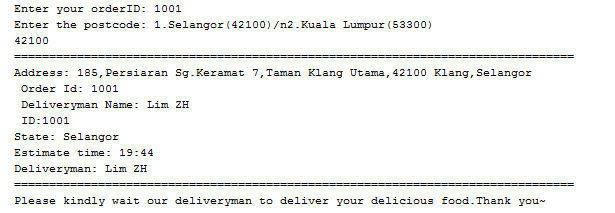 Enter your orderID: 1001
Enter the postcode: 1.Selangor(42100)/n2.Kuala Lumpur(53300)
42100
================================================================================
Address: 185,Persiaran Sg.Keramat 7,Taman Klang Utama,42100 Klang,Selangor
 Order Id: 1001
 Deliveryman Name: Lim ZH
 ID:1001
State: Selangor
Estimate time: 19:44
Deliveryman: Lim ZH
================================================================================
Please kindly wait our deliveryman to deliver your delicious food.Thank you~